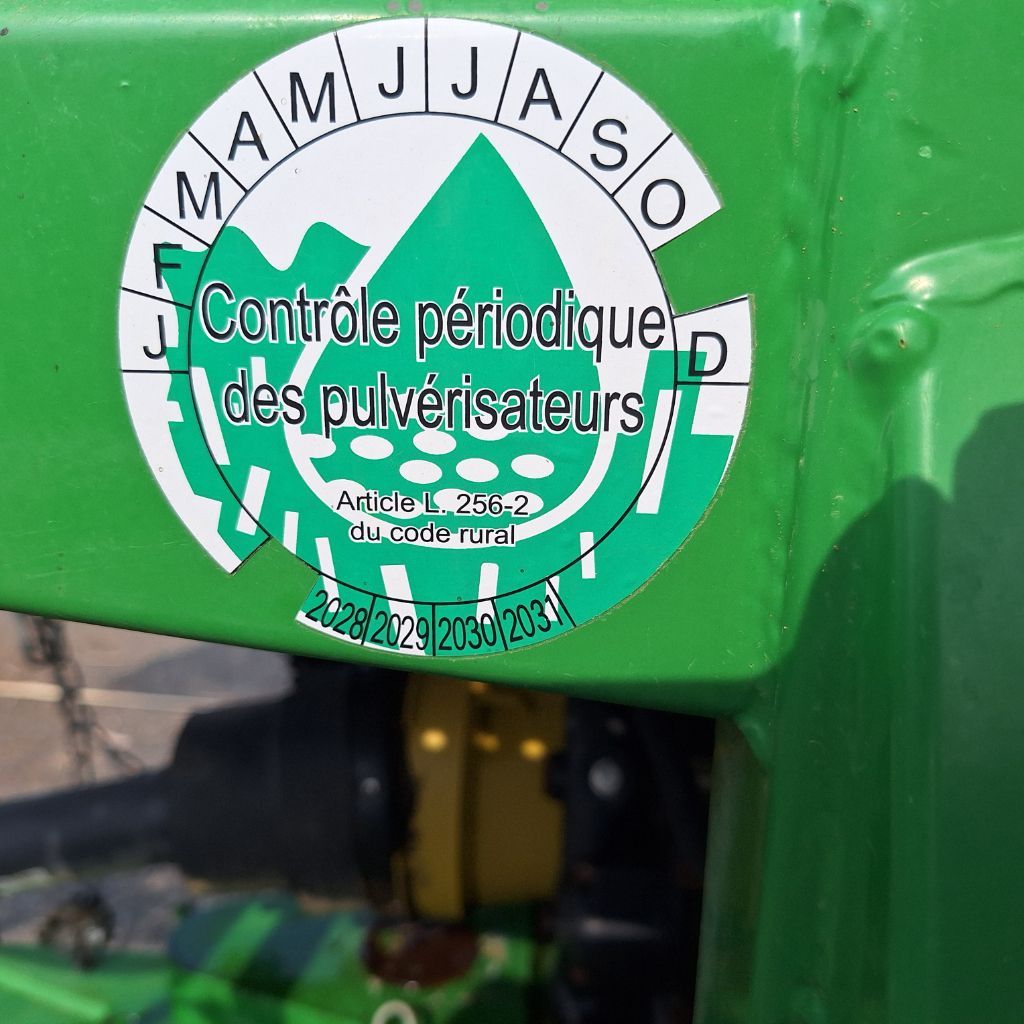 J F M A M J J A S O D
Contrôle périodique
des pulvérisateurs
Article L. 256-2
du code rural
2028 2029 2030 2031